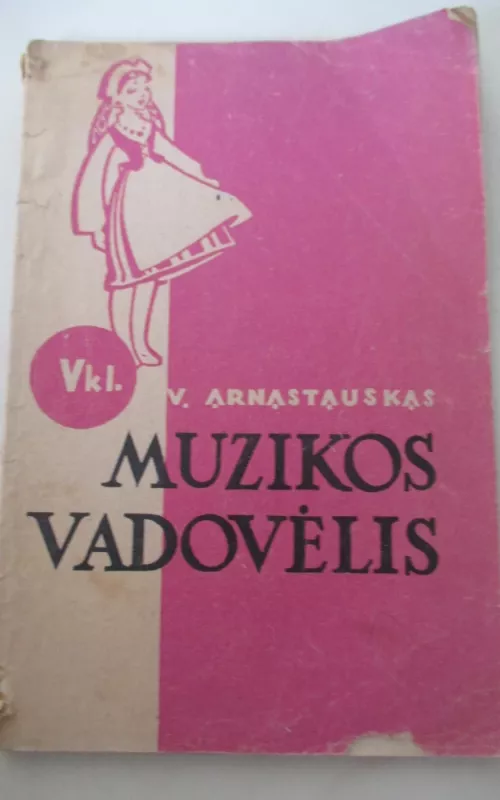 V kl.
V. ARNASTAUSKAS
MUZIKOS
VADOVĖLIS